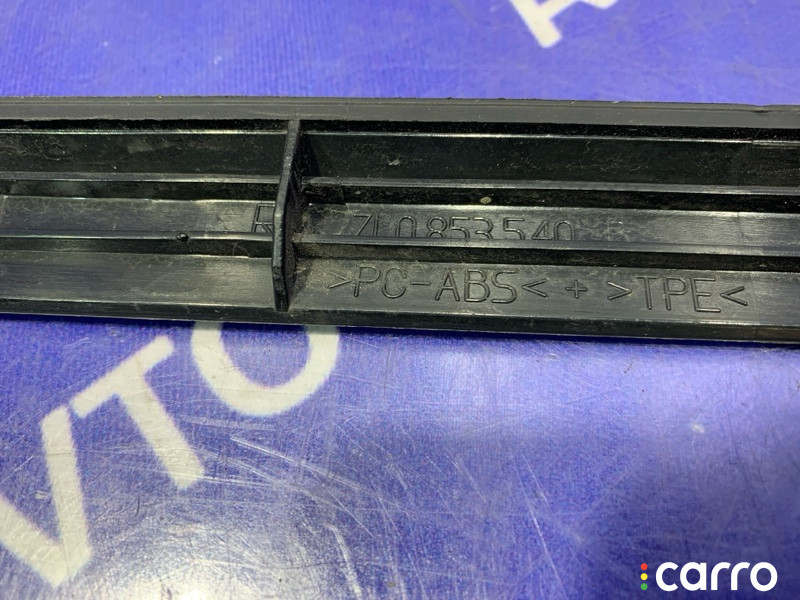 R 7L0 853 540
>PC-ABS< + >TPE<
VTO
carro